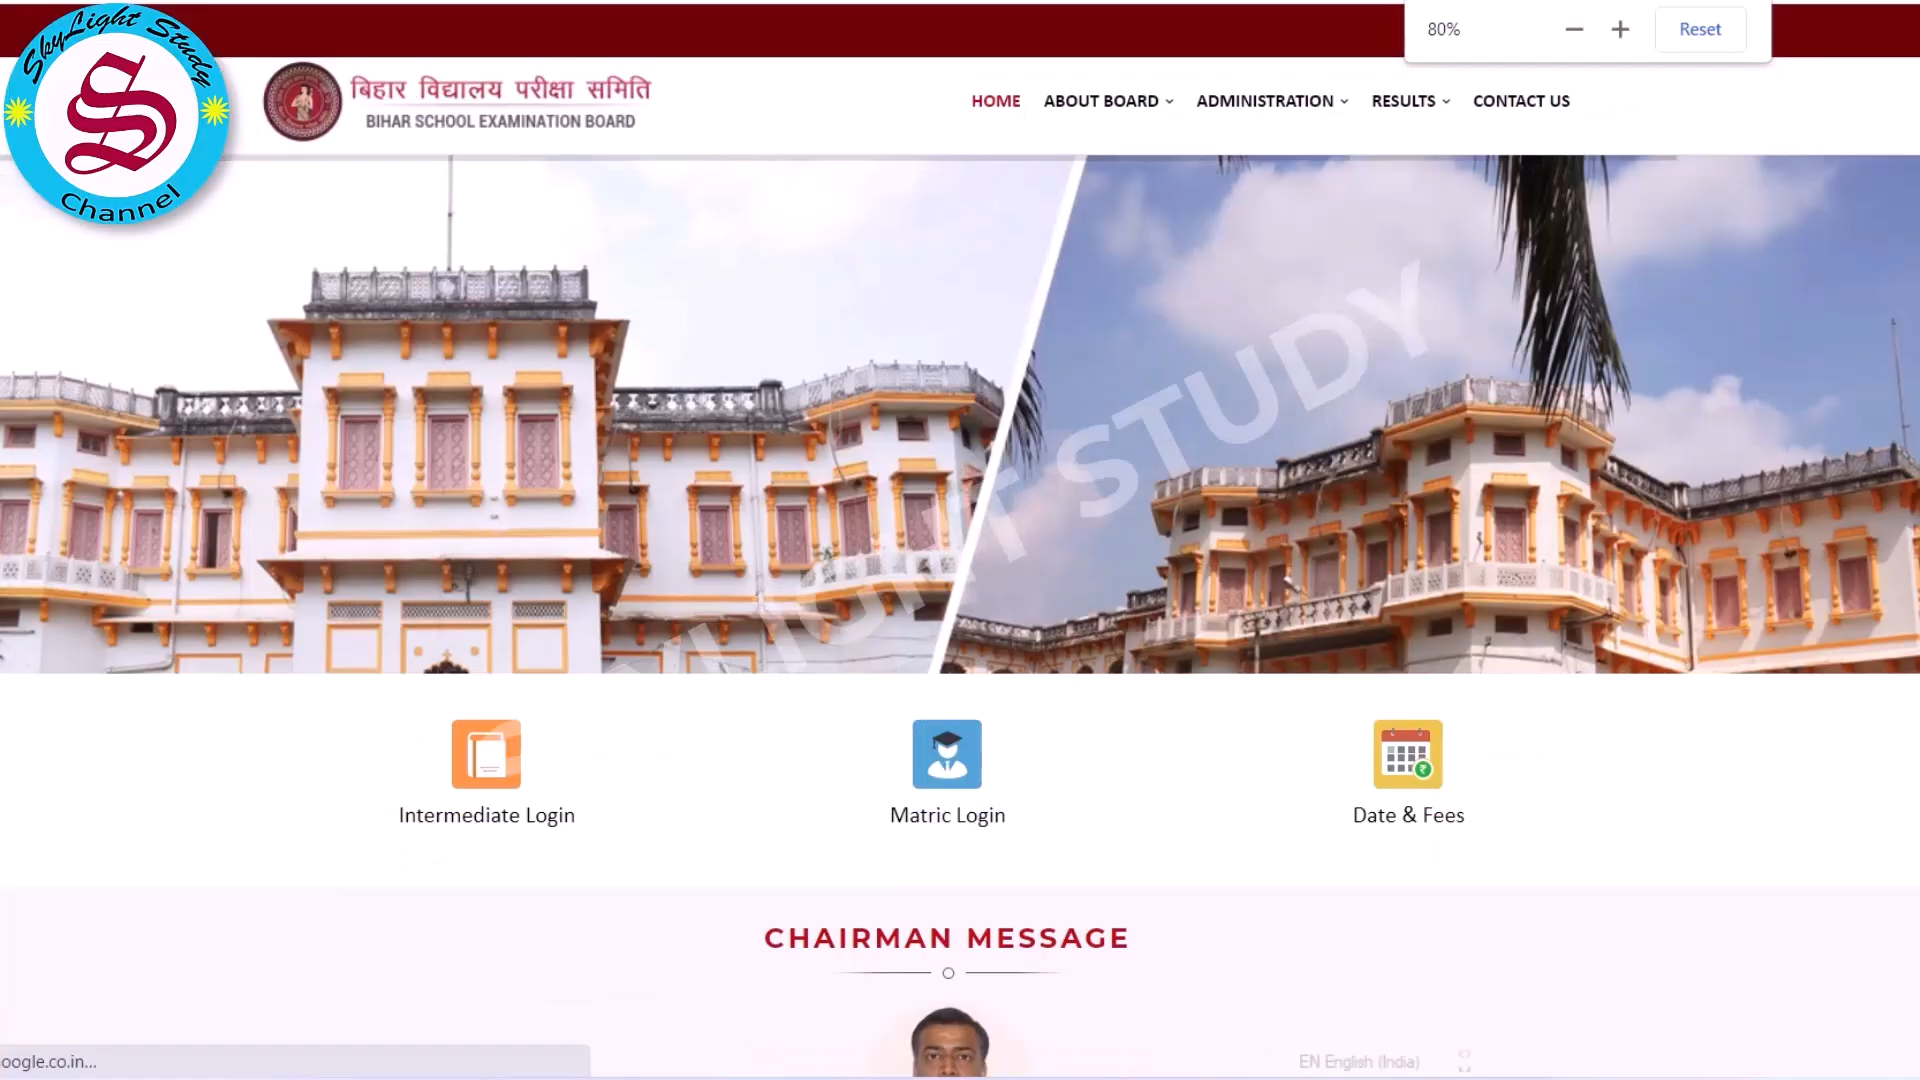 SkyLight Study
S
Channel
80%
Reset
बिहार विद्यालय परीक्षा समिति
BIHAR SCHOOL EXAMINATION BOARD
HOME
ABOUT BOARD
ADMINISTRATION
RESULTS
CONTACT US
LIGHT STUDY
Intermediate Login
Matric Login
Date & Fees
CHAIRMAN MESSAGE
oogle.co.in...
EN English (India)